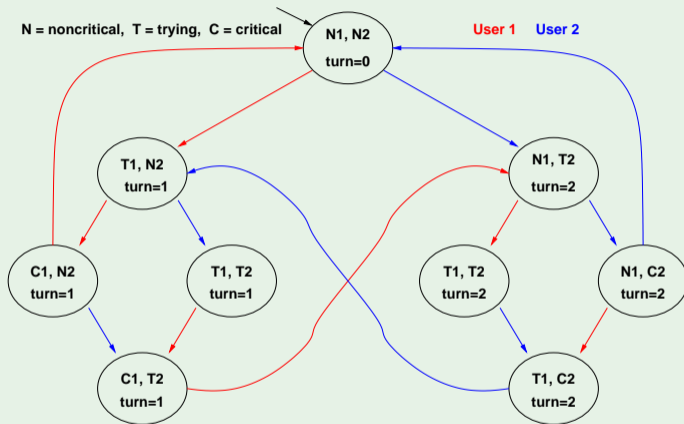 N = noncritical, T = trying, C = critical
N1, N2
turn=0
User 1 User 2
T1, N2
turn=1
N1, T2
turn=2
C1, N2
turn=1
T1, T2
turn=1
T1, T2
turn=2
N1, C2
turn=2
C1, T2
turn=1
T1, C2
turn=2